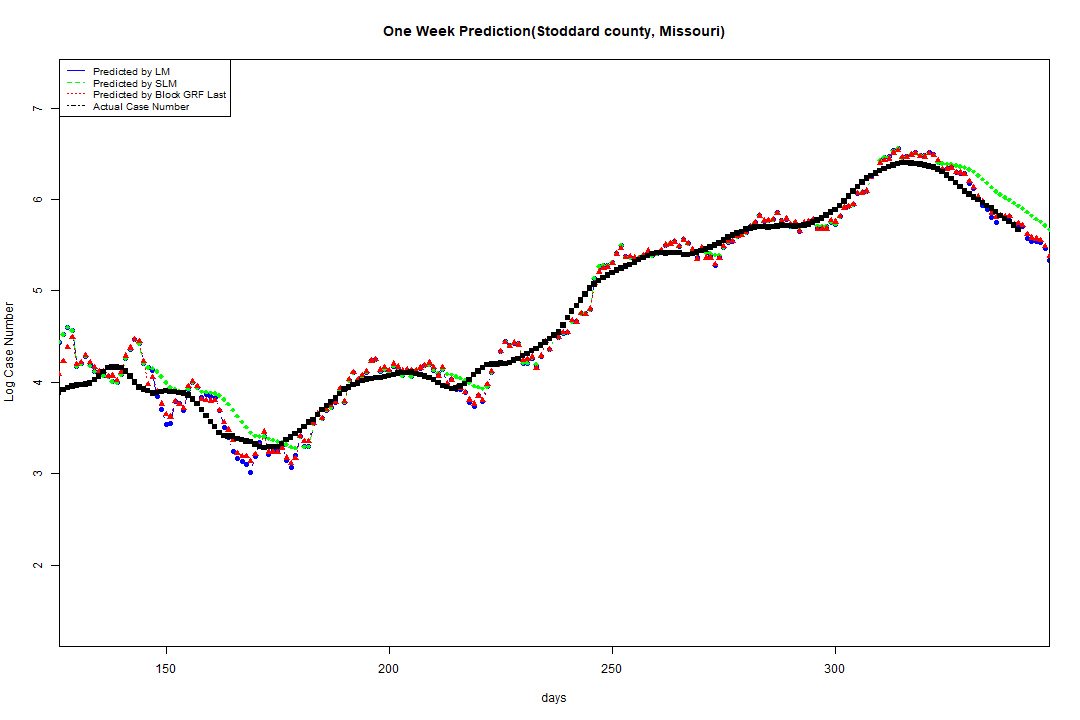 One Week Prediction(Stoddard county, Missouri)
Predicted by LM
Predicted by SLM
Predicted by Block GRF Last
Actual Case Number
Log Case Number
7
6
5
4
3
2
150 200 250 300
days